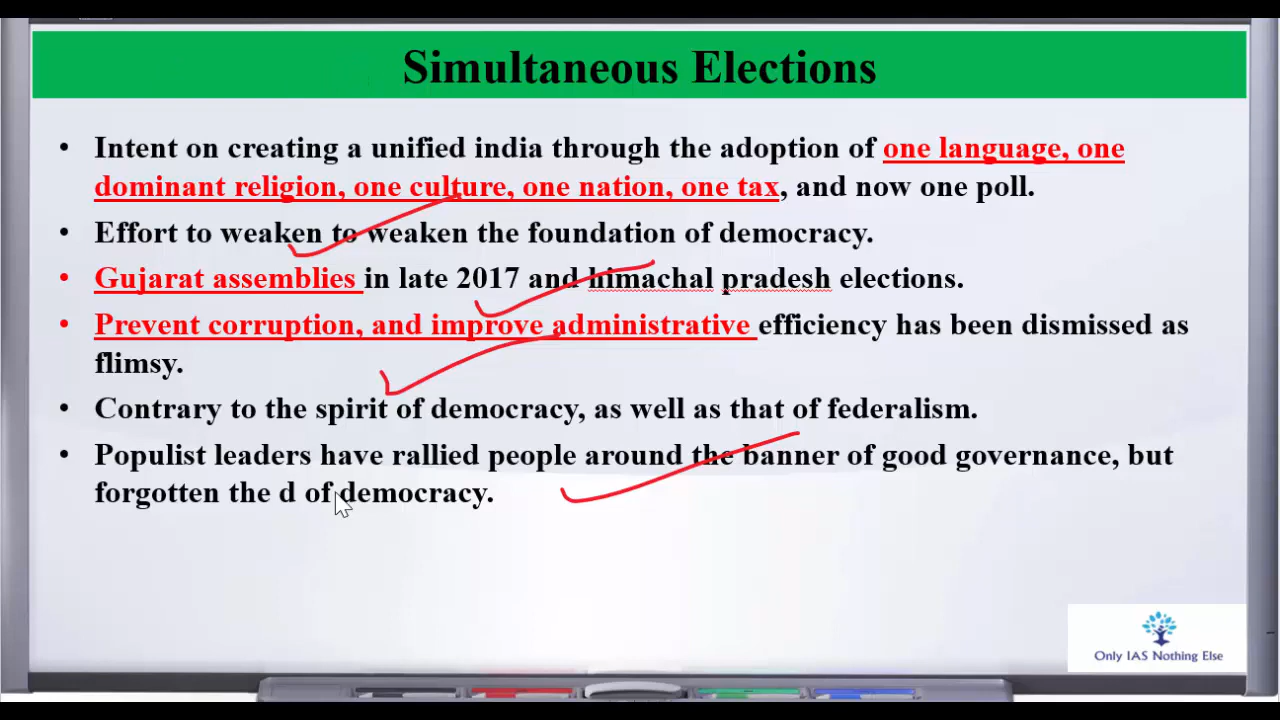 Simultaneous Elections
• Intent on creating a unified india through the adoption of one language, one
dominant religion, one culture, one nation, one tax, and now one poll.
• Effort to weaken to weaken the foundation of democracy.
• Gujarat assemblies in late 2017 and himachal pradesh elections.
• Prevent corruption, and improve administrative efficiency has been dismissed as
flimsy.
• Contrary to the spirit of democracy, as well as that of federalism.
• Populist leaders have rallied people around the banner of good governance, but
forgotten the d of democracy.
Only IAS Nothing Else